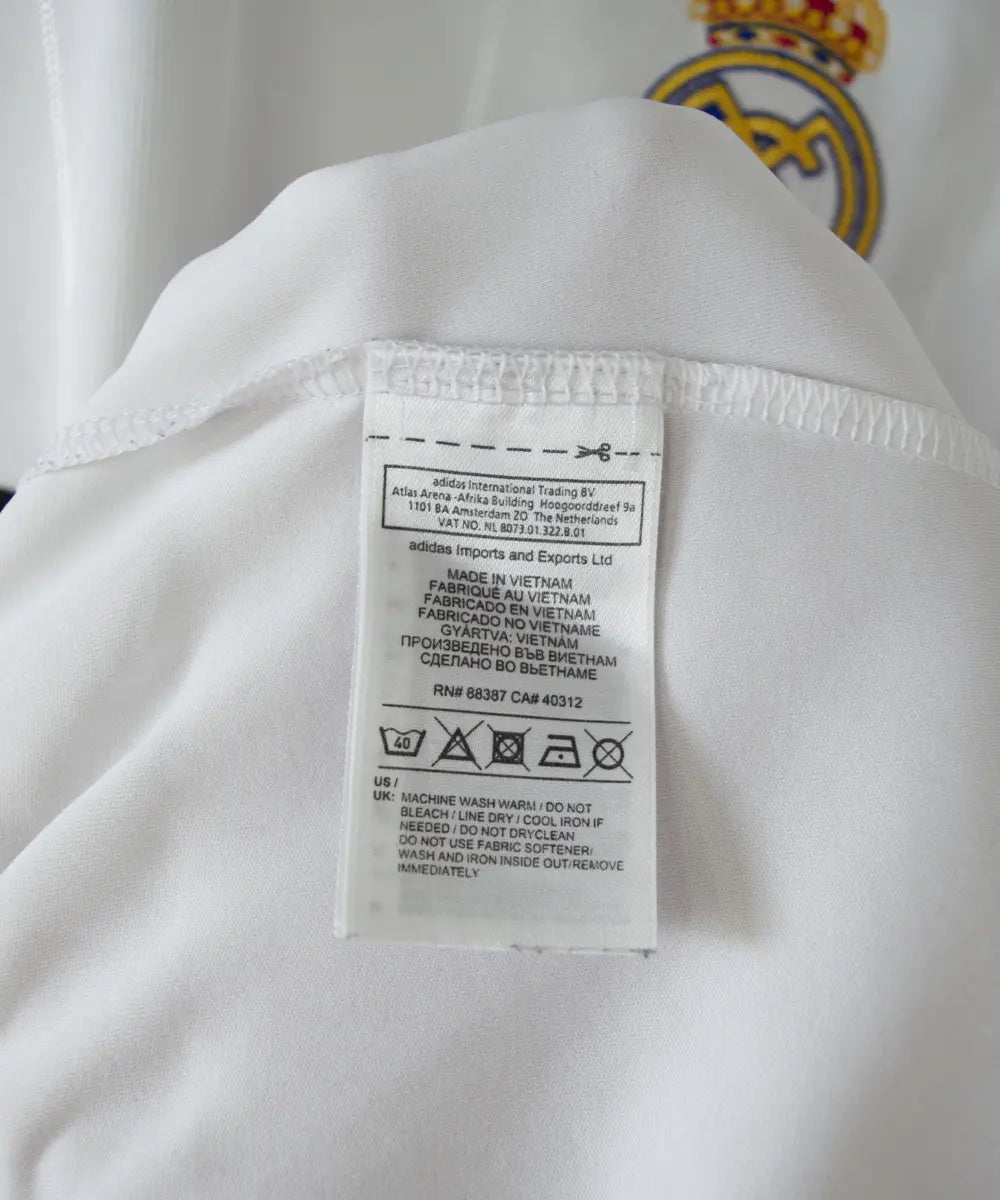 adidas International Trading BV
Atlas Arena -Afrika Building Hoogoorddreef 9a
1101 BA Amsterdam ZO The Netherlands
VAT NO. NL 8073.01.322.B.01
adidas Imports and Exports Ltd
MADE IN VIETNAM
FABRIQUÉ AU VIETNAM
FABRICADO EN VIETNAM
FABRICADO NO VIETNAME
GYÁRTVA: VIETNÁM
ПРОИЗВЕДЕНО ВЪВ ВИЕТНАМ
СДЕЛАНО ВО ВЬЕТНАМЕ
RN# 88387 CA# 40312
40
US /
UK: MACHINE WASH WARM / DO NOT
BLEACH / LINE DRY / COOL IRON IF
NEEDED / DO NOT DRYCLEAN
DO NOT USE FABRIC SOFTENER/
WASH AND IRON INSIDE OUT/REMOVE
IMMEDIATELY